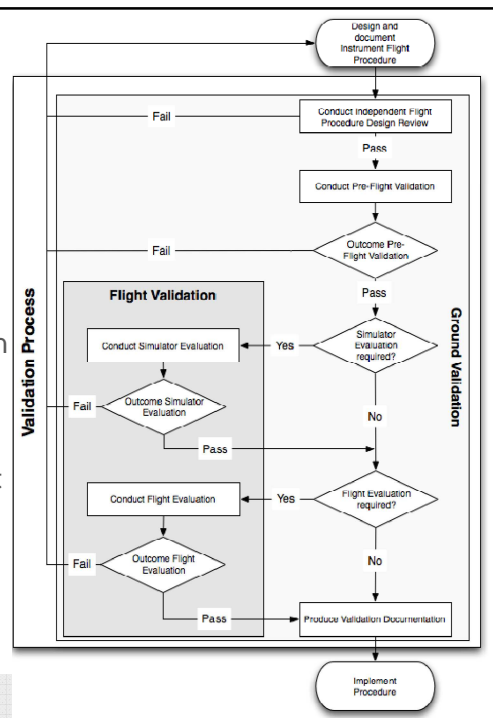 Design and
document
Instrument Flight
Procedure
Fail
Conduct Independent Flight
Procedure Design Review
Pass
Conduct Pre-Flight Validation
Fail
Outcome Pre-
Flight Validation
Pass
Validation Process
Ground Validation
Flight Validation
Conduct Simulator Evaluation
Yes
Simulator
Evaluation
required?
Fail
Outcome Simulator
Evaluation
No
Pass
Conduct Flight Evaluation
Yes
Flight Evaluation
required?
Fail
Outcome Flight
Evaluation
No
Pass
Produce Validation Documentation
Implement
Procedure